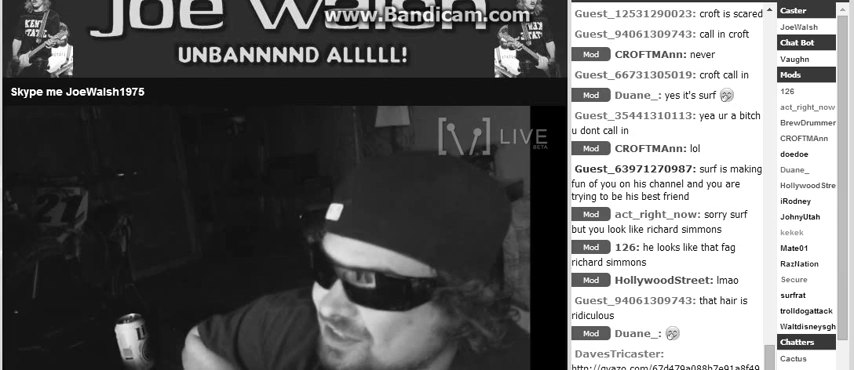 Joe Walsh
www.Bandicam.com
UNBANNNND ALLLLL!
Skype me JoeWalsh1975
[V] LIVE
BETA
21
Guest_12531290023: croft is scared
Guest_94061309743: call in croft
Mod CROFTMAnn: never
Guest_66731305019: croft call in
Mod Duane_: yes it's surf
Guest_35441310113: yea ur a bitch
u dont call in
Mod CROFTMAnn: lol
Guest_63971270987: surf is making
fun of you on his channel and you are
trying to be his best friend
Mod act_right_now: sorry surf
but you look like richard simmons
Mod 126: he looks like that fag
richard simmons
Mod HollywoodStreet: lmao
Guest_94061309743: that hair is
ridiculous
Mod Duane_:
DavesTricaster:
Caster
JoeWalsh
Chat Bot
Vaughn
Mods
126
act_right_now
BrewDrummer
CROFTMAnn
doedoe
Duane_
HollywoodStre
iRodney
JohnyUtah
kekek
Mate01
RazNation
Secure
surfrat
trolldogattack
Waltdisneysgh
Chatters
Cactus